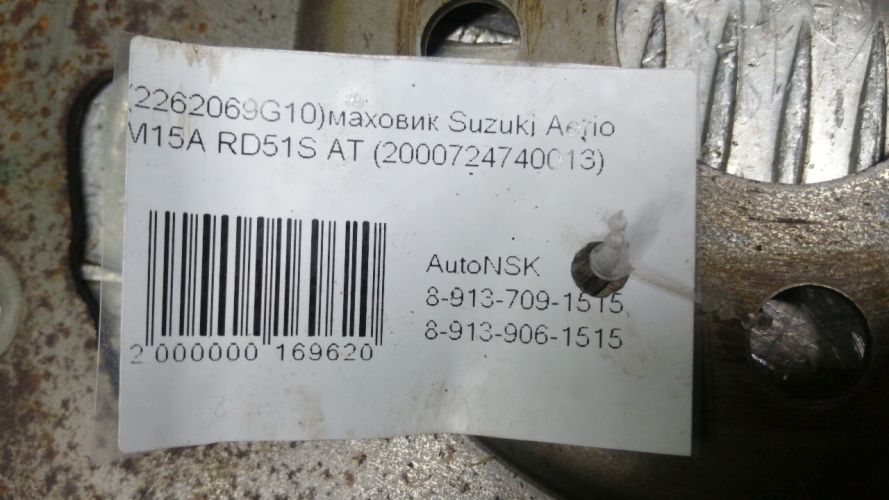 (2262069G10)маховик Suzuki Aerio
M15A RD51S AT (2000724740013)
AutoNSK
8-913-709-1515,
8-913-906-1515
2 000000 169620